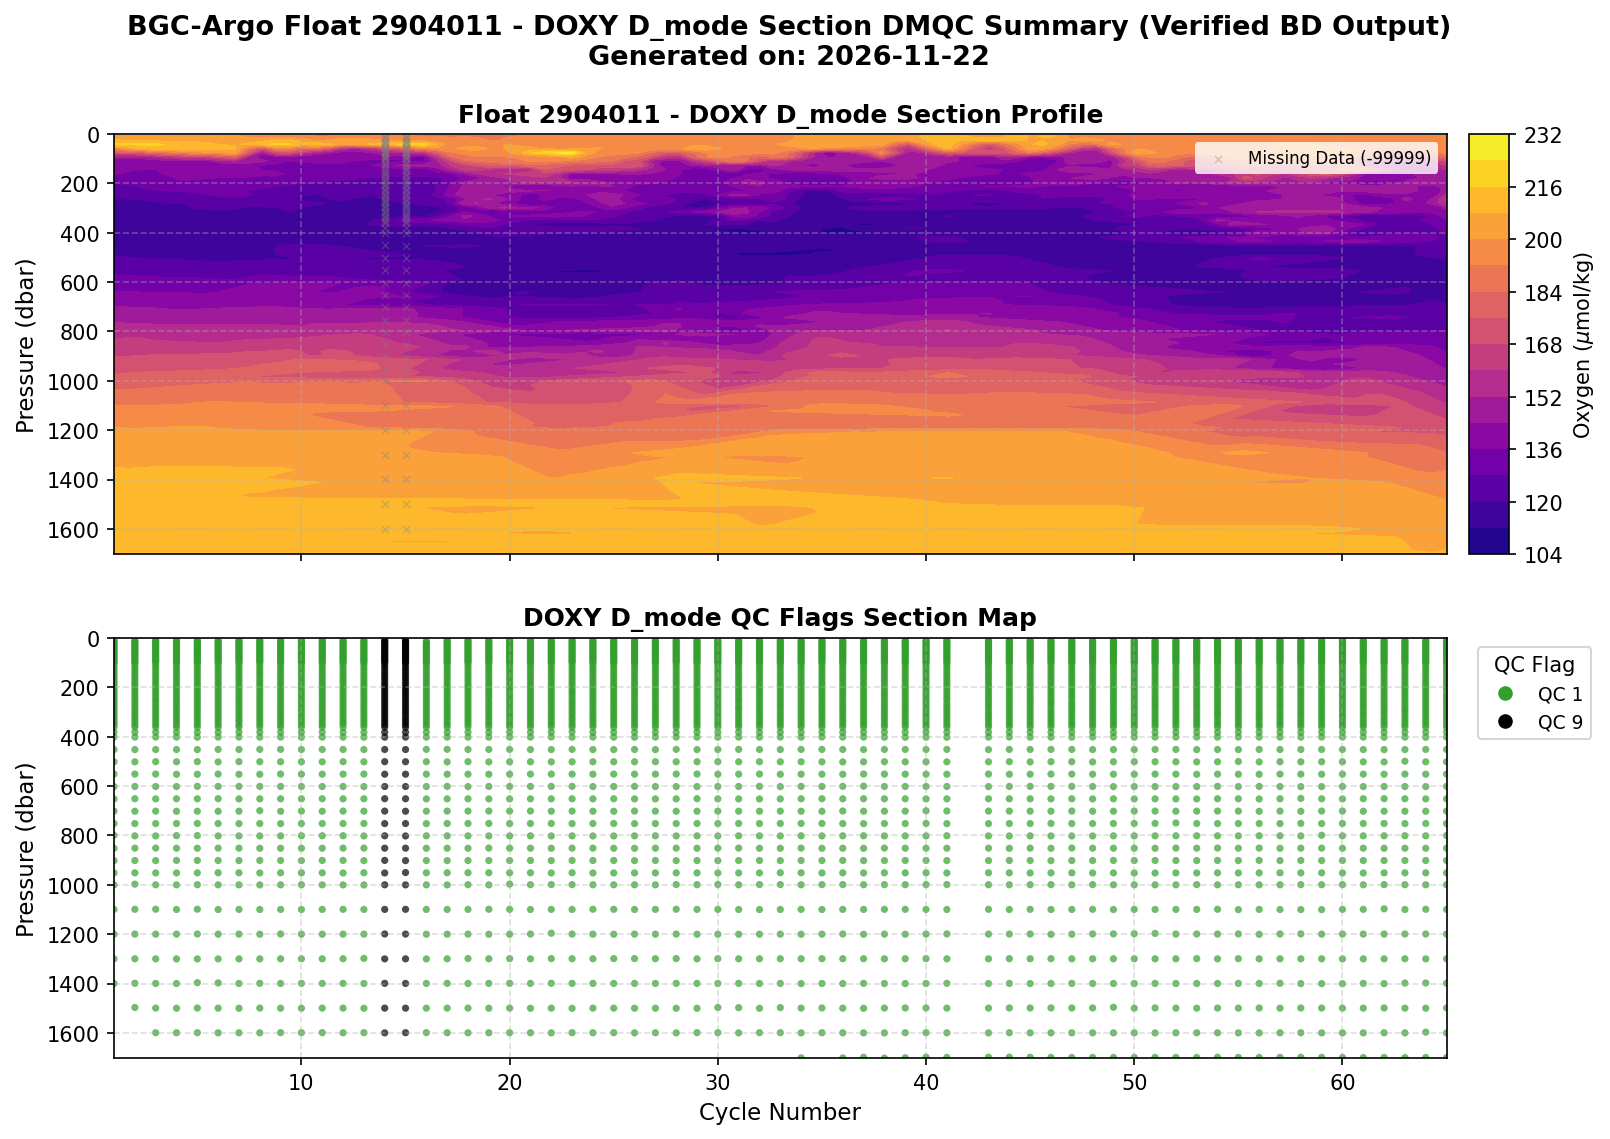 BGC-Argo Float 2904011 - DOXY D_mode Section DMQC Summary (Verified BD Output)
Generated on: 2026-11-22
Float 2904011 - DOXY D_mode Section Profile
Pressure (dbar)
0
200
400
600
800
1000
1200
1400
1600
× Missing Data (-99999)
232
216
200
184
168
152
136
120
104
Oxygen (μmol/kg)
DOXY D_mode QC Flags Section Map
Pressure (dbar)
0
200
400
600
800
1000
1200
1400
1600
10 20 30 40 50 60
Cycle Number
QC Flag
QC 1
QC 9